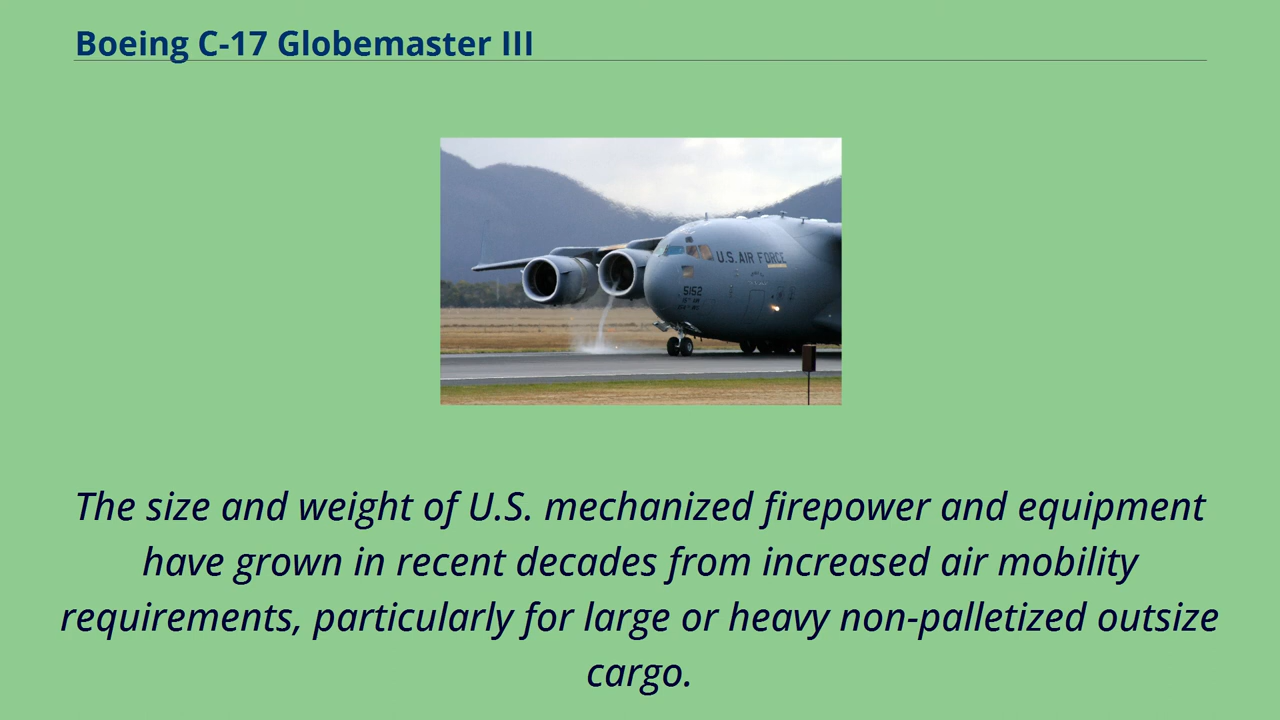 Boeing C-17 Globemaster III
U.S. AIR FORCE
5152
The size and weight of U.S. mechanized firepower and equipment
have grown in recent decades from increased air mobility
requirements, particularly for large or heavy non-palletized outsize
cargo.